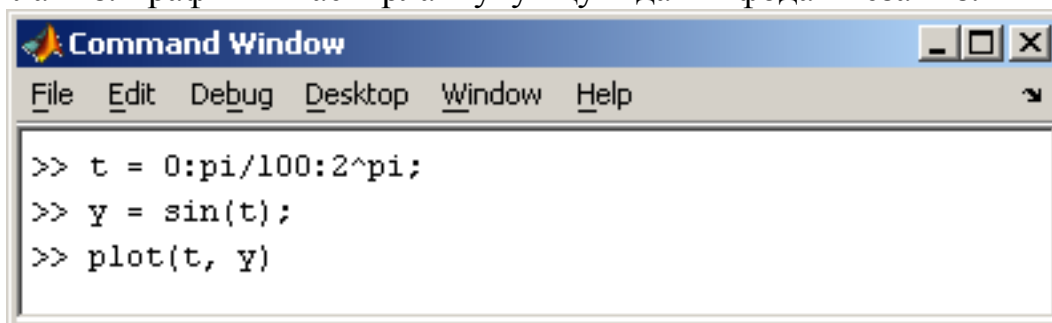 Command Window
File Edit Debug Desktop Window Help
>> t = 0:pi/100:2^pi;
>> y = sin(t);
>> plot(t, y)